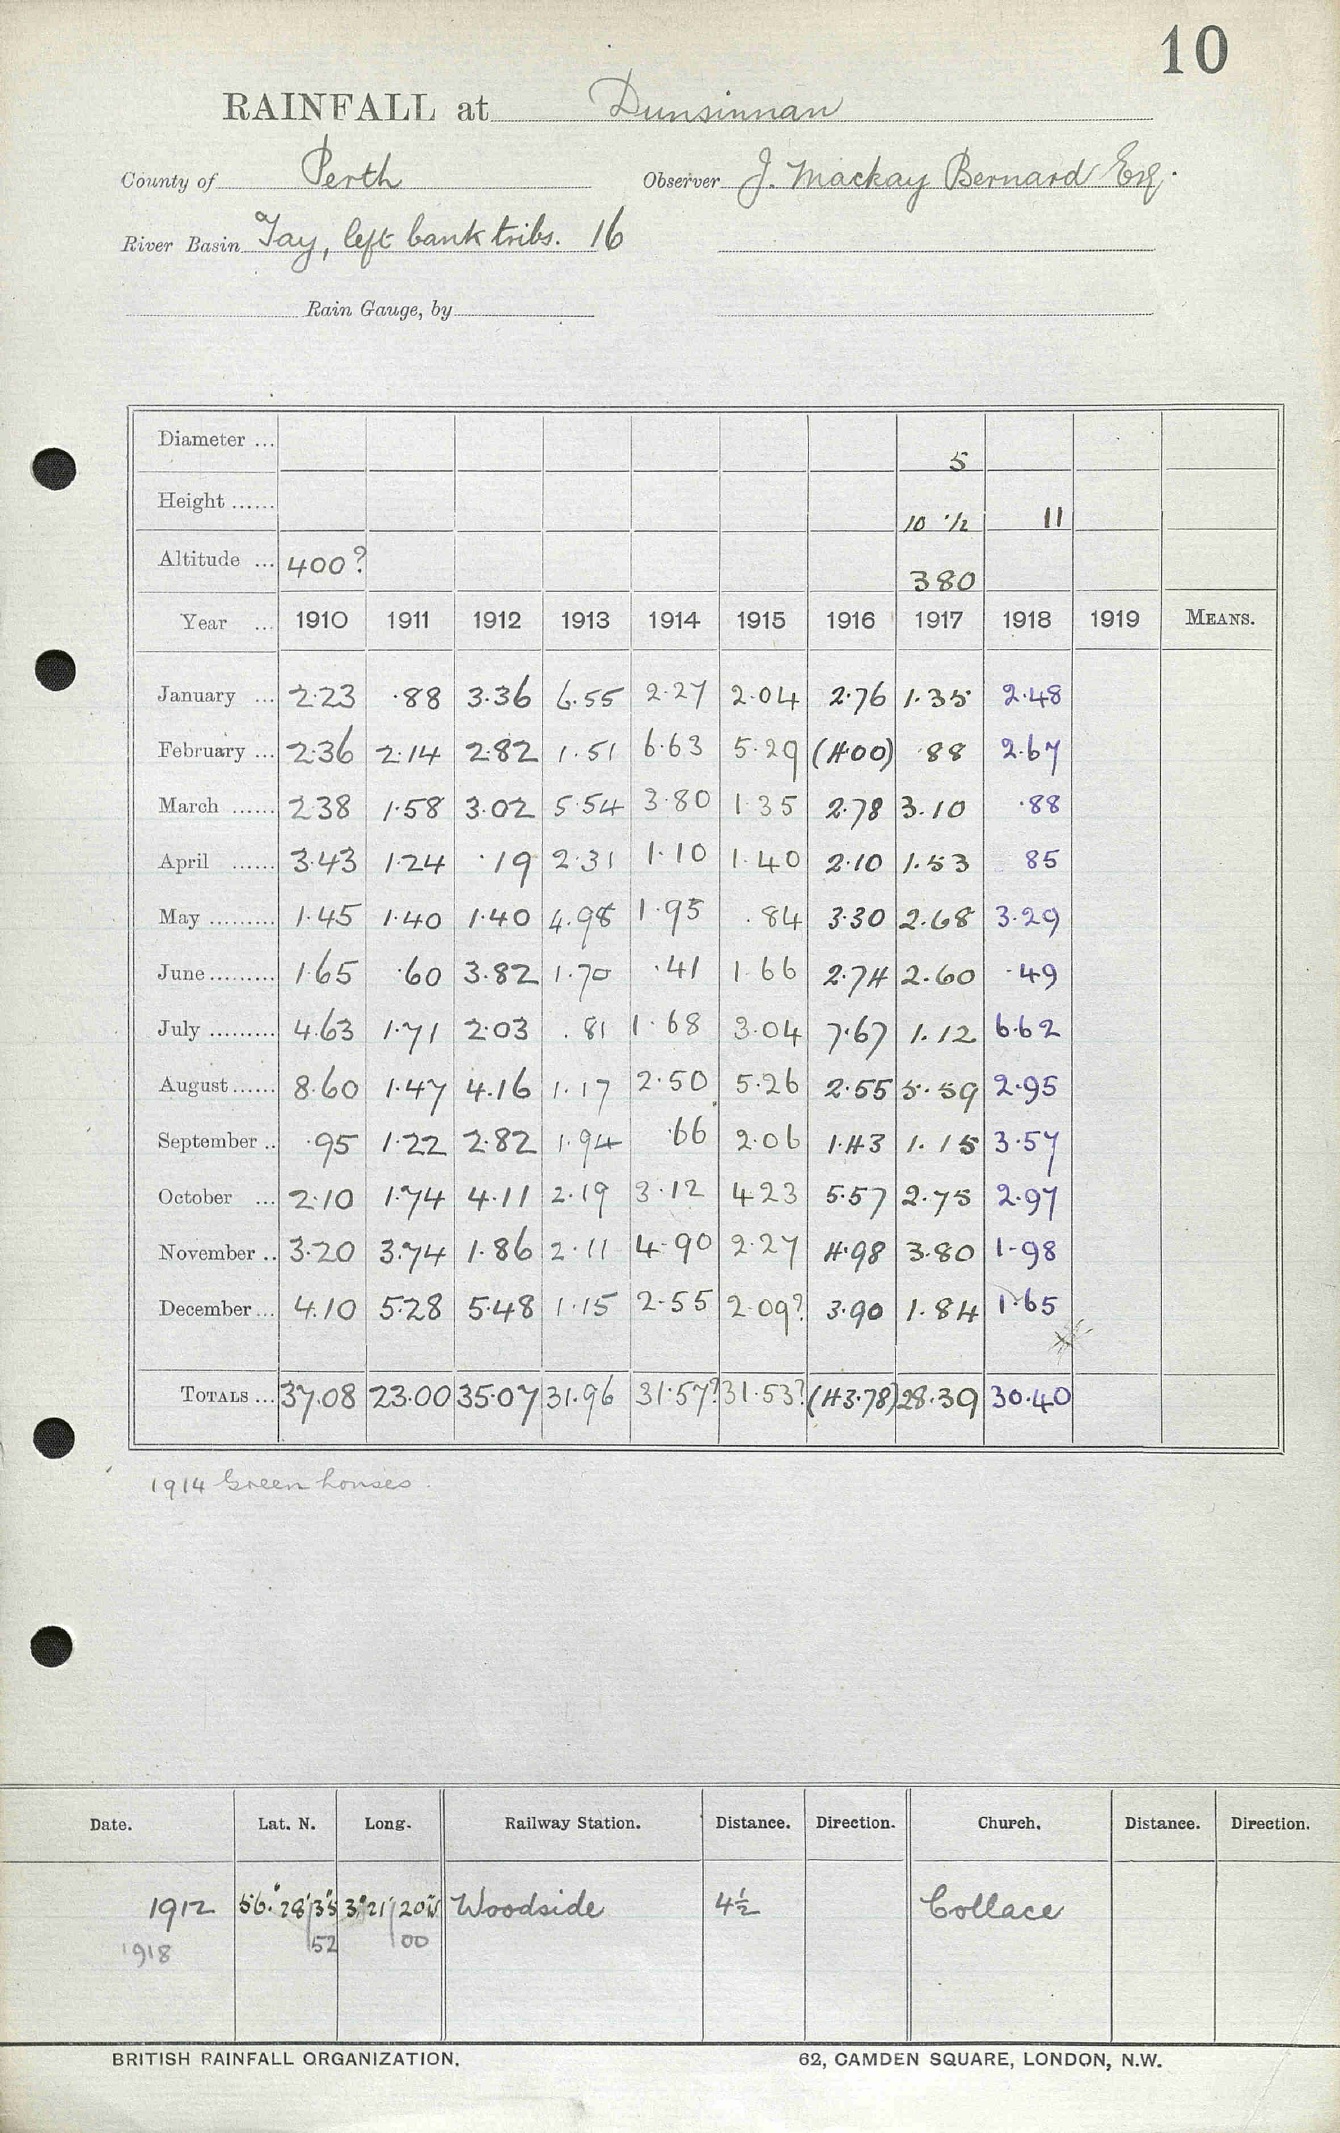 10
RAINFALL at Dunsinnan
County of Perth Observer J. Mackay Bernard Esq.
River Basin Tay, left bank tribs. 16
Rain Gauge, by
Diameter ... 5
Height ...... 10 1/2 11
Altitude ... 400? 380
Year ... 1910 1911 1912 1913 1914 1915 1916 1917 1918 1919 MEANS.
January ... 2.23 .88 3.36 6.55 2.27 2.04 2.76 1.35 2.48
February ... 2.36 2.14 2.82 1.51 6.63 5.29 (4.00) .88 2.67
March ...... 2.38 1.58 3.02 5.54 3.80 1.35 2.78 3.10 .88
April ...... 3.43 1.24 .19 2.31 1.10 1.40 2.10 1.53 85
May ......... 1.45 1.40 1.40 4.98 1.95 .84 3.30 2.68 3.29
June ......... 1.65 .60 3.82 1.70 .41 1.66 2.74 2.60 .49
July ......... 4.63 1.71 2.03 .81 1.68 3.04 7.67 1.12 6.62
August ...... 8.60 1.47 4.16 1.17 2.50 5.26 2.55 5.59 2.95
September .. .95 1.22 2.82 1.94 .66 2.06 1.43 1.15 3.57
October ... 2.10 1.74 4.11 2.19 3.12 4.23 5.57 2.75 2.97
November .. 3.20 3.74 1.86 2.11 4.90 2.27 4.98 3.80 1.98
December ... 4.10 5.28 5.48 1.15 2.55 2.09? 3.90 1.84 1.65
TOTALS ... 37.08 23.00 35.07 31.96 31.57? 31.53? (43.78) 28.39 30.40
1914 Green houses.
Date. Lat. N. Long. Railway Station. Distance. Direction. Church. Distance. Direction.
1912 56.° 28' 35" 3° 21' 20" W Woodside 4 1/2 Collace
1918 52 00
BRITISH RAINFALL ORGANIZATION. 62, CAMDEN SQUARE, LONDON, N.W.